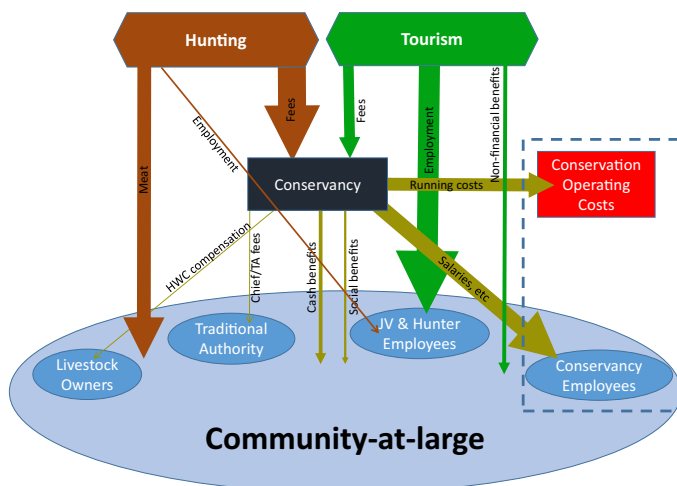 Hunting
Tourism
Fees
Fees
Employment
Employment
Non-financial benefits
Meat
Conservancy
Running costs
Conservation
Operating
Costs
HWC compensation
Chief/TA fees
Cash benefits
Social benefits
Salaries, etc
Traditional
Authority
JV & Hunter
Employees
Livestock
Owners
Conservancy
Employees
Community-at-large